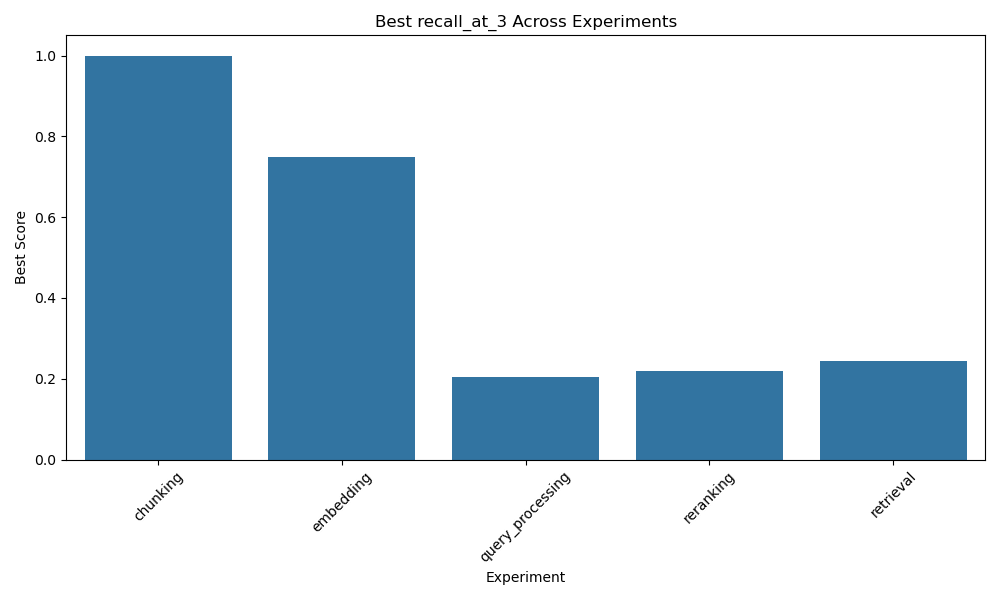 Best recall_at_3 Across Experiments
Best Score
1.0
0.8
0.6
0.4
0.2
0.0
chunking
embedding
query_processing
reranking
retrieval
Experiment